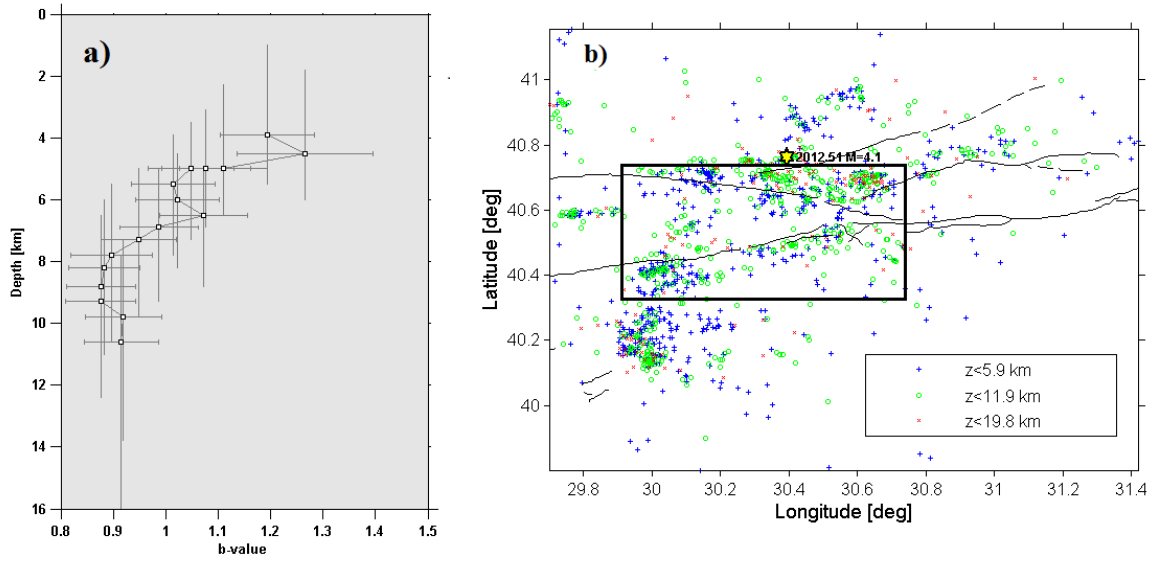 a)
0
2
4
6
8
10
12
14
16
Depth [km]
0.8 0.9 1 1.1 1.2 1.3 1.4 1.5
b-value
b)
41
40.8
40.6
40.4
40.2
40
Latitude [deg]
2012.51 M=4.1
z<5.9 km
z<11.9 km
z<19.8 km
29.8 30 30.2 30.4 30.6 30.8 31 31.2 31.4
Longitude [deg]